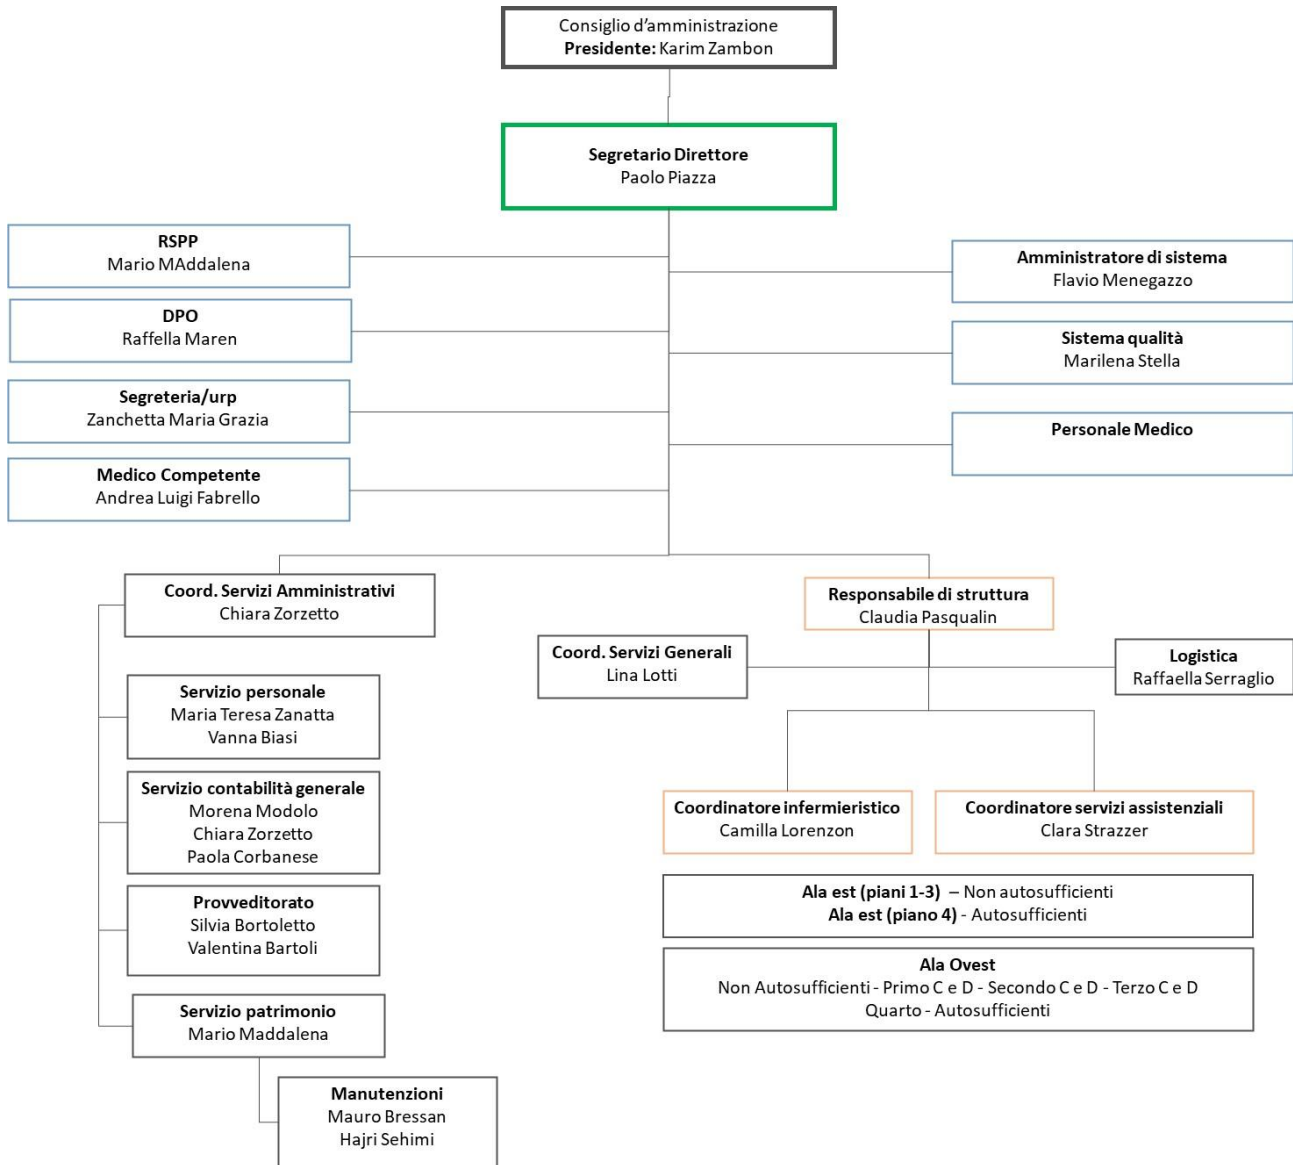 Consiglio d’amministrazione
Presidente: Karim Zambon
Segretario Direttore
Paolo Piazza
RSPP
Mario MAddalena
Amministratore di sistema
Flavio Menegazzo
DPO
Raffella Maren
Sistema qualità
Marilena Stella
Segreteria/urp
Zanchetta Maria Grazia
Personale Medico
Medico Competente
Andrea Luigi Fabrello
Coord. Servizi Amministrativi
Chiara Zorzetto
Servizio personale
Maria Teresa Zanatta
Vanna Biasi
Servizio contabilità generale
Morena Modolo
Chiara Zorzetto
Paola Corbanese
Provveditorato
Silvia Bortoletto
Valentina Bartoli
Servizio patrimonio
Mario Maddalena
Manutenzioni
Mauro Bressan
Hajri Sehimi
Responsabile di struttura
Claudia Pasqualin
Coord. Servizi Generali
Lina Lotti
Logistica
Raffaella Serraglio
Coordinatore infermieristico
Camilla Lorenzon
Coordinatore servizi assistenziali
Clara Strazzer
Ala est (piani 1-3) – Non autosufficienti
Ala est (piano 4) - Autosufficienti
Ala Ovest
Non Autosufficienti - Primo C e D - Secondo C e D - Terzo C e D
Quarto - Autosufficienti